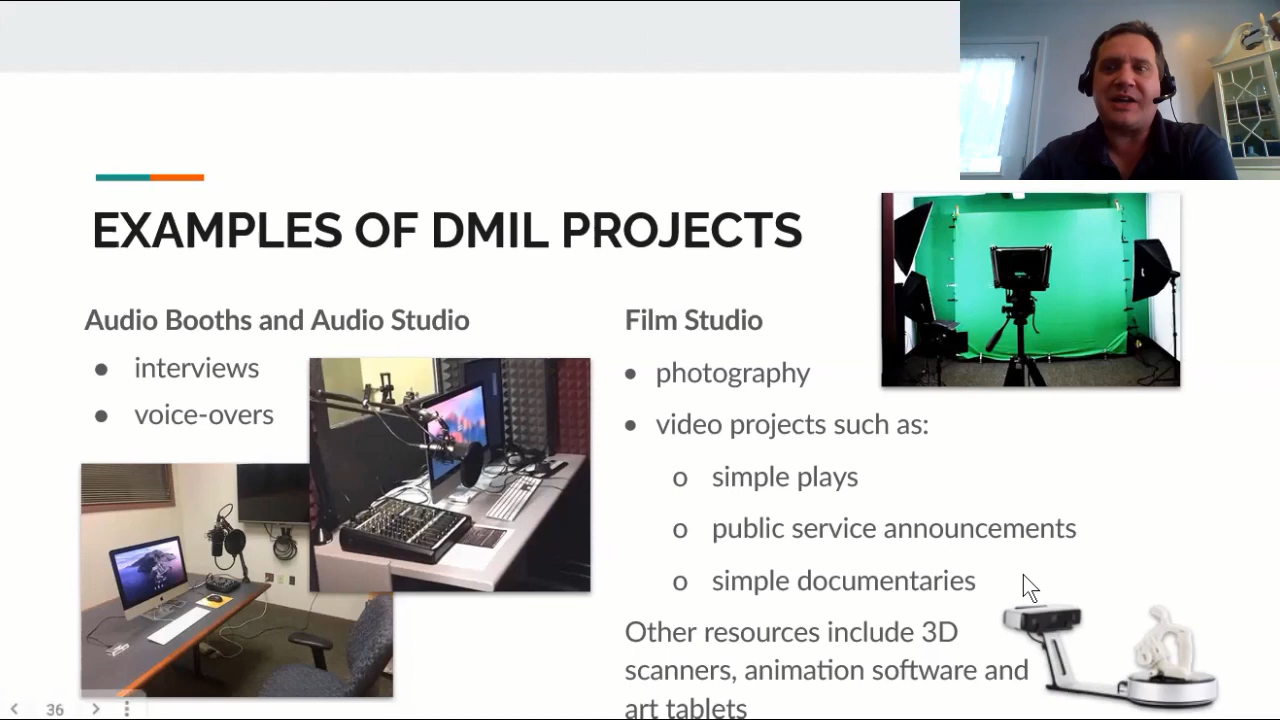 EXAMPLES OF DMIL PROJECTS
Audio Booths and Audio Studio
● interviews
● voice-overs
Film Studio
● photography
● video projects such as:
o simple plays
o public service announcements
o simple documentaries
Other resources include 3D
scanners, animation software and
art tablets
36